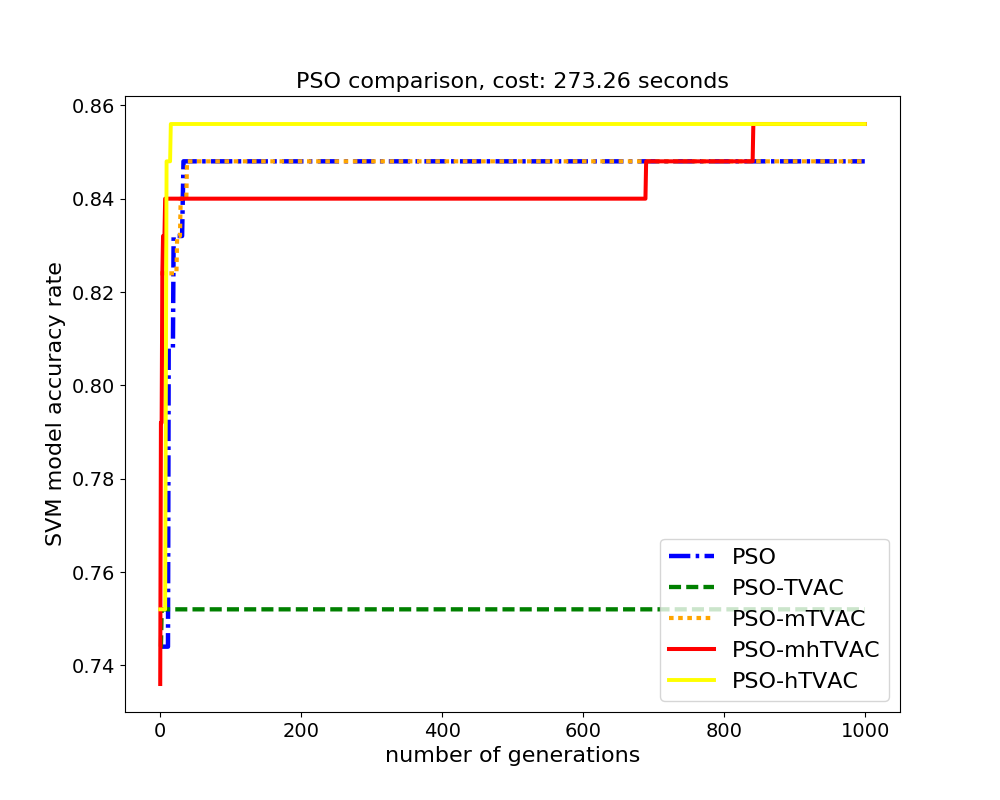 PSO comparison, cost: 273.26 seconds
0.86
0.84
0.82
0.80
0.78
0.76
0.74
SVM model accuracy rate
0 200 400 600 800 1000
number of generations
PSO
PSO-TVAC
PSO-mTVAC
PSO-mhTVAC
PSO-hTVAC